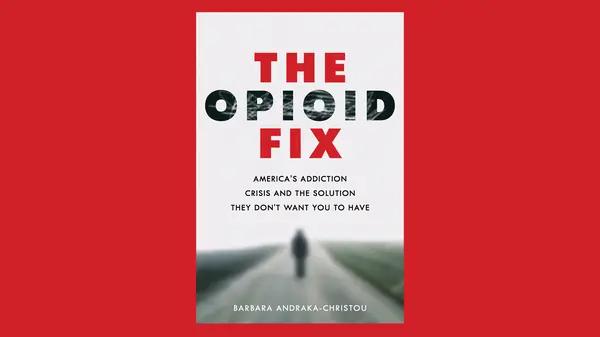 THE
OPIOID
FIX
AMERICA'S ADDICTION
CRISIS AND THE SOLUTION
THEY DON'T WANT YOU TO HAVE
BARBARA ANDRAKA-CHRISTOU